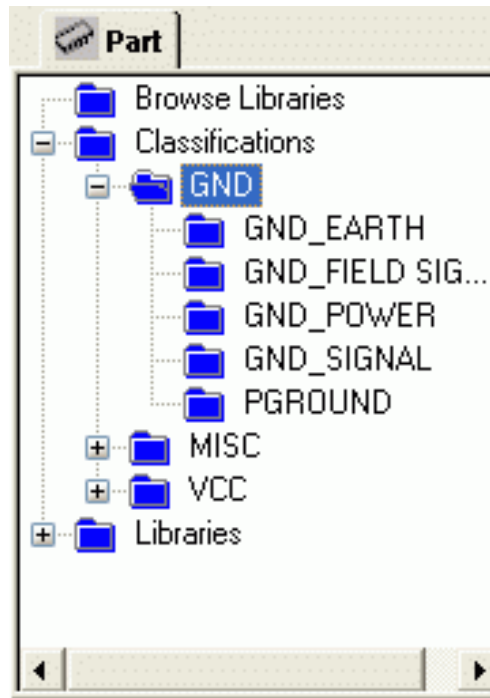 Part
Browse Libraries
Classifications
GND
GND_EARTH
GND_FIELD SIG...
GND_POWER
GND_SIGNAL
PGROUND
MISC
VCC
Libraries